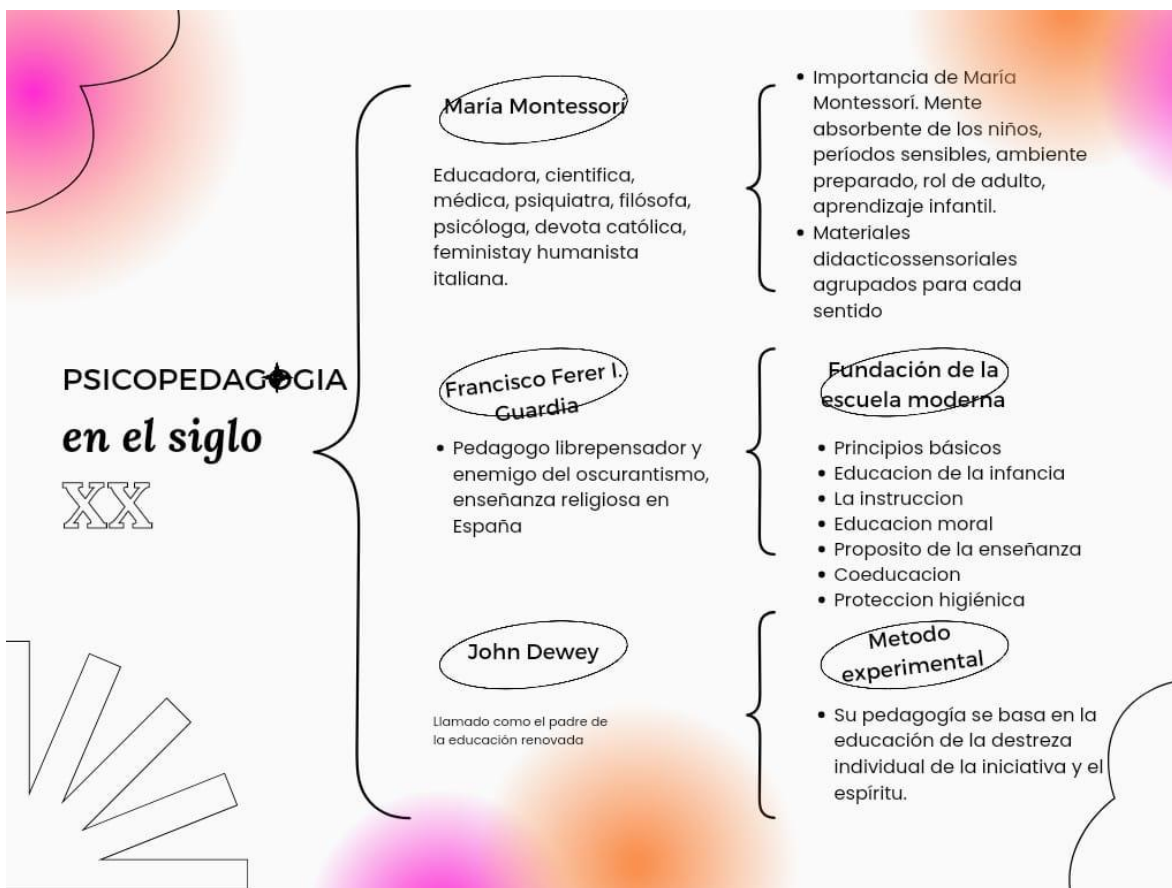 PSICOPEDAGOGIA
en el siglo
XX
María Montessorí
Educadora, cientifica,
médica, psiquiatra, filósofa,
psicóloga, devota católica,
feministay humanista
italiana.
Importancia de María
Montessorí. Mente
absorbente de los niños,
períodos sensibles, ambiente
preparado, rol de adulto,
aprendizaje infantil.
Materiales
didacticossensoriales
agrupados para cada
sentido
Francisco Ferer I.
Guardia
Pedagogo librepensador y
enemigo del oscurantismo,
enseñanza religiosa en
España
Fundación de la
escuela moderna
Principios básicos
Educacion de la infancia
La instruccion
Educacion moral
Proposito de la enseñanza
Coeducacion
Proteccion higiénica
John Dewey
Llamado como el padre de
la educación renovada
Metodo
experimental
Su pedagogía se basa en la
educación de la destreza
individual de la iniciativa y el
espíritu.